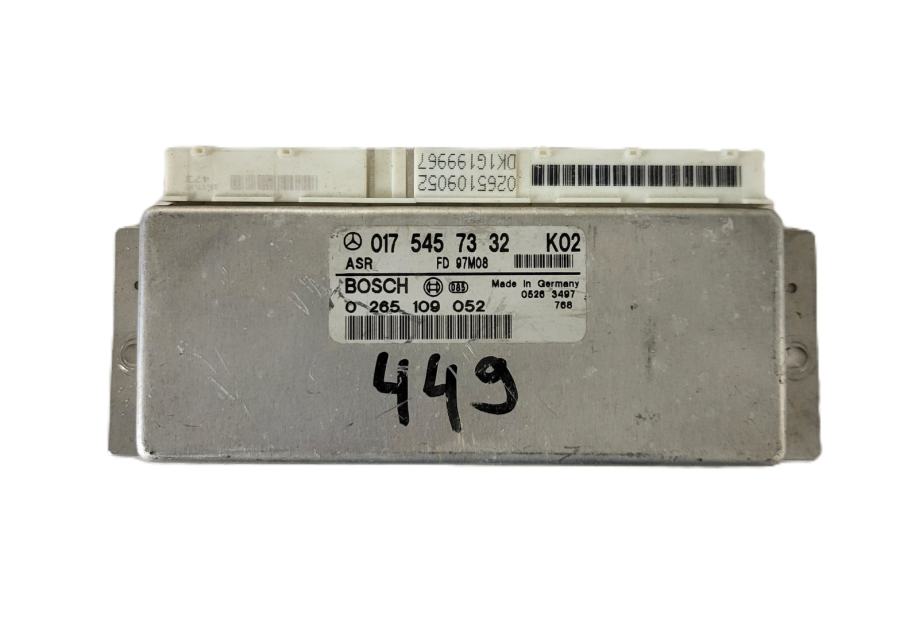 0265109052
DK1G199967
017 545 73 32 K02
ASR FD 97M08
BOSCH Made in Germany
0 265 109 052 0526 3497
768
449